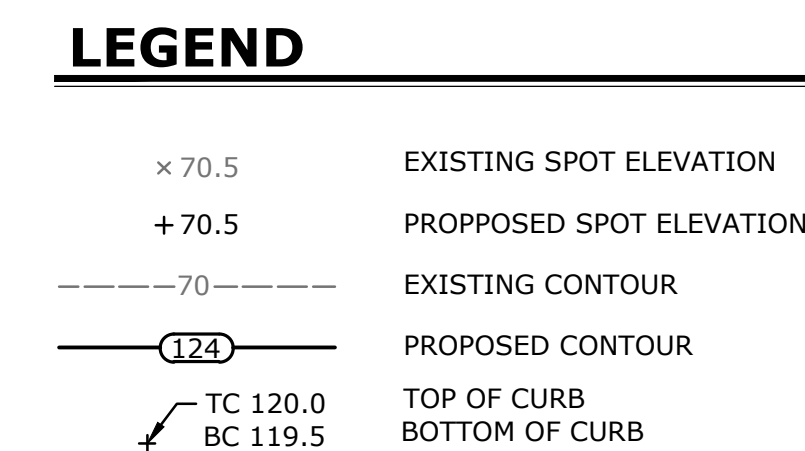 LEGEND
× 70.5 EXISTING SPOT ELEVATION
+ 70.5 PROPPOSED SPOT ELEVATION
70 EXISTING CONTOUR
124 PROPOSED CONTOUR
TC 120.0 TOP OF CURB
BC 119.5 BOTTOM OF CURB